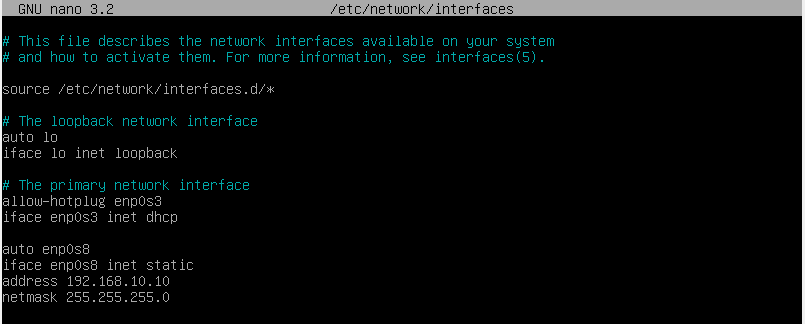 GNU nano 3.2 /etc/network/interfaces
# This file describes the network interfaces available on your system
# and how to activate them. For more information, see interfaces(5).
source /etc/network/interfaces.d/*
# The loopback network interface
auto lo
iface lo inet loopback
# The primary network interface
allow-hotplug enp0s3
iface enp0s3 inet dhcp
auto enp0s8
iface enp0s8 inet static
address 192.168.10.10
netmask 255.255.255.0